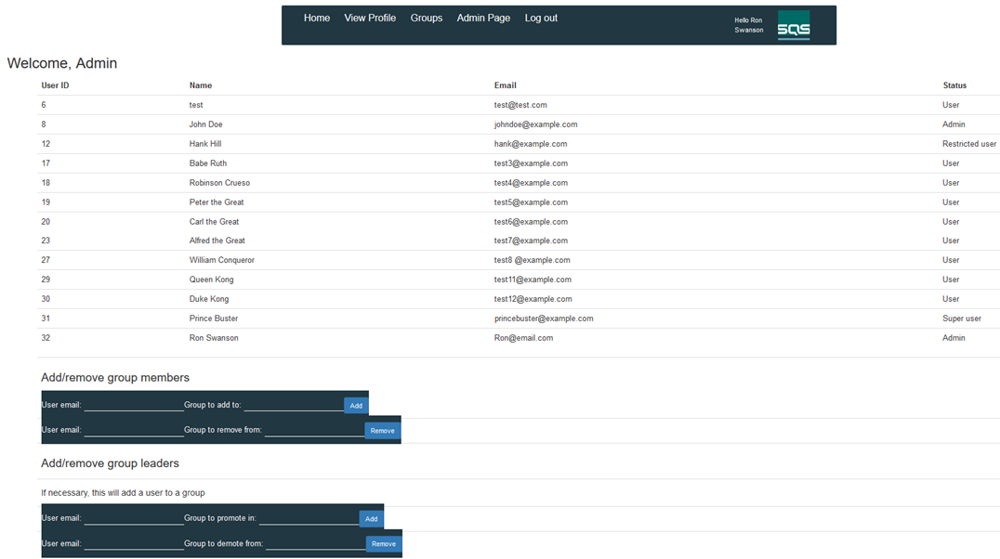 Home View Profile Groups Admin Page Log out Hello Ron Swanson SQS
Welcome, Admin
User ID Name Email Status
6 test test@test.com User
8 John Doe johndoe@example.com Admin
12 Hank Hill hank@example.com Restricted user
17 Babe Ruth test3@example.com User
18 Robinson Crueso test4@example.com User
19 Peter the Great test5@example.com User
20 Carl the Great test6@example.com User
23 Alfred the Great test7@example.com User
27 William Conqueror test8 @example.com User
29 Queen Kong test11@example.com User
30 Duke Kong test12@example.com User
31 Prince Buster princebuster@example.com Super user
32 Ron Swanson Ron@email.com Admin
Add/remove group members
User email: Group to add to: Add
User email: Group to remove from: Remove
Add/remove group leaders
If necessary, this will add a user to a group
User email: Group to promote in: Add
User email: Group to demote from: Remove